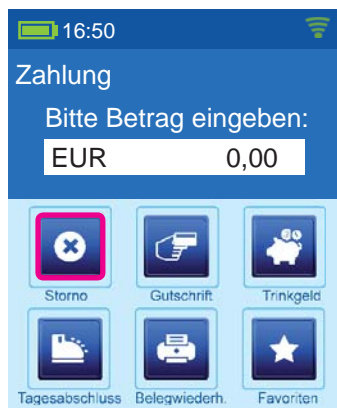 16:50
Zahlung
Bitte Betrag eingeben:
EUR 0,00
Storno Gutschrift Trinkgeld
Tagesabschluss Belegwiederh. Favoriten